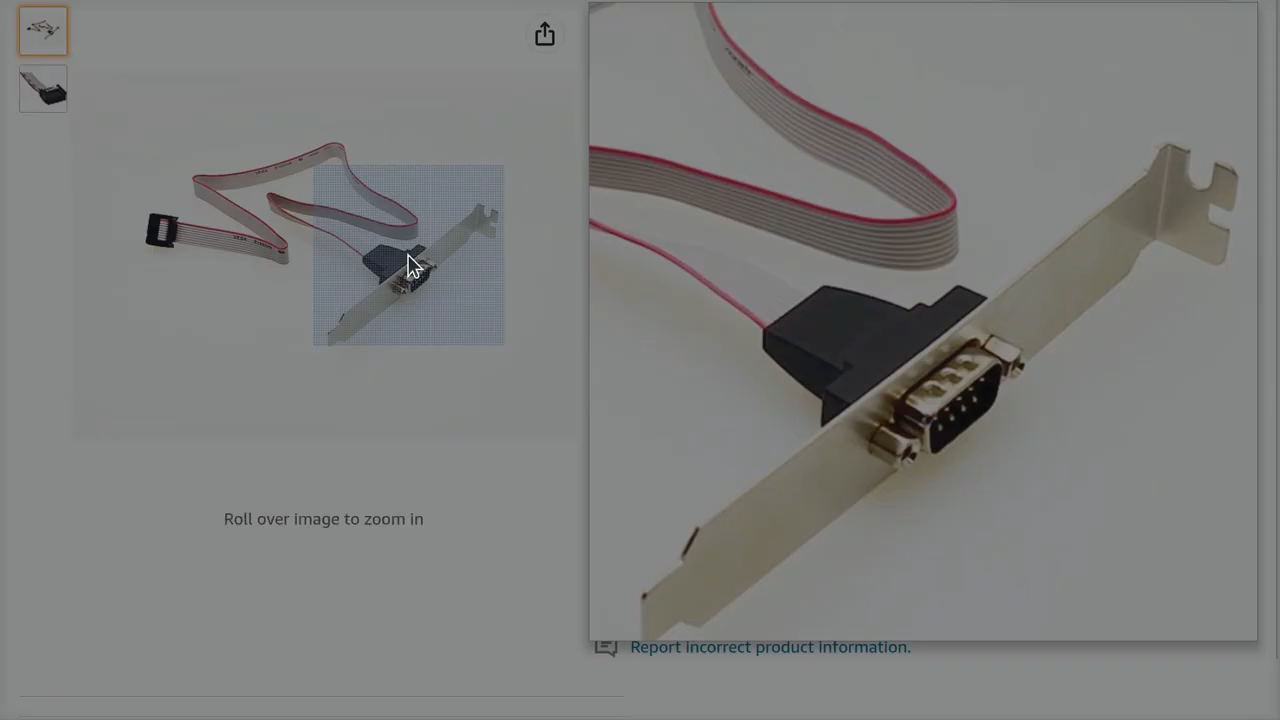 Roll over image to zoom in
Report incorrect product information.